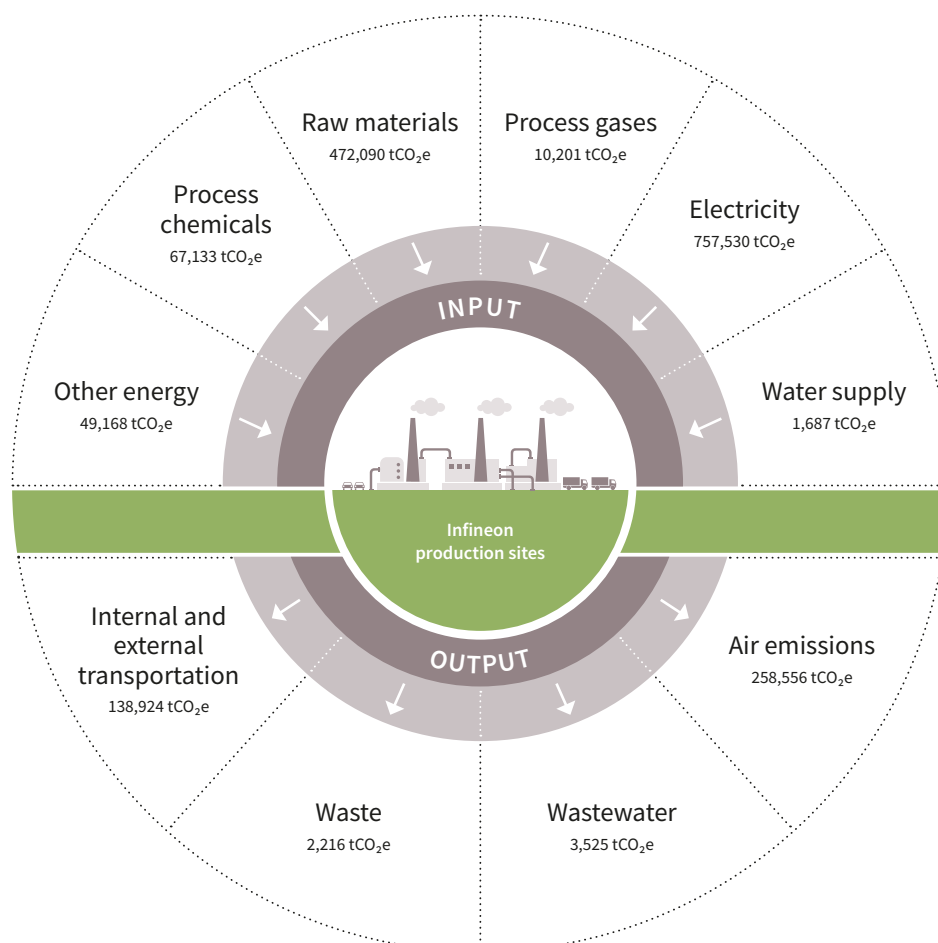 Raw materials
472,090 tCO₂e
Process gases
10,201 tCO₂e
Process
chemicals
67,133 tCO₂e
Electricity
757,530 tCO₂e
Other energy
49,168 tCO₂e
Water supply
1,687 tCO₂e
INPUT
Infineon
production sites
OUTPUT
Internal and
external
transportation
138,924 tCO₂e
Air emissions
258,556 tCO₂e
Waste
2,216 tCO₂e
Wastewater
3,525 tCO₂e